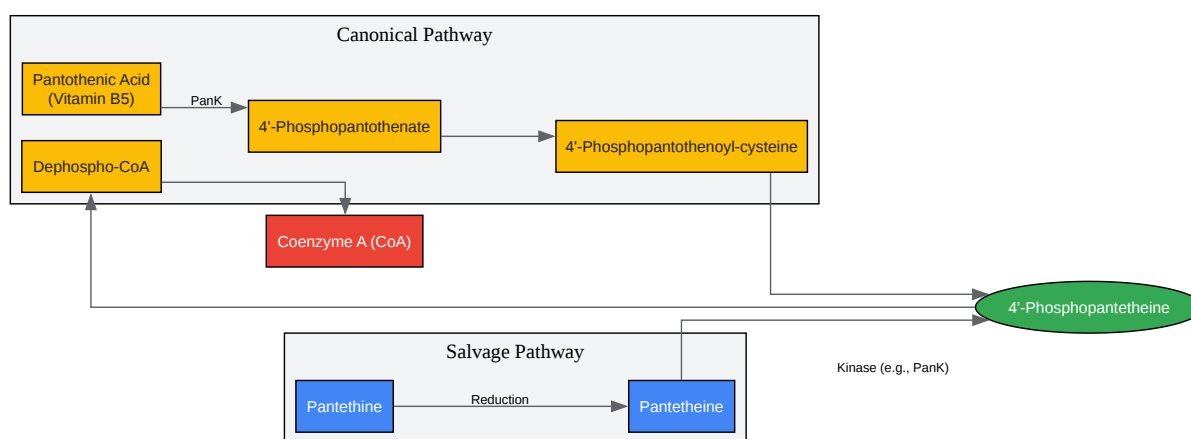 Canonical Pathway
Pantothenic Acid
(Vitamin B5)
PanK
4'-Phosphopantothenate
4'-Phosphopantothenoyl-cysteine
Dephospho-CoA
Coenzyme A (CoA)
4'-Phosphopantetheine
Salvage Pathway
Kinase (e.g., PanK)
Pantethine
Reduction
Pantetheine